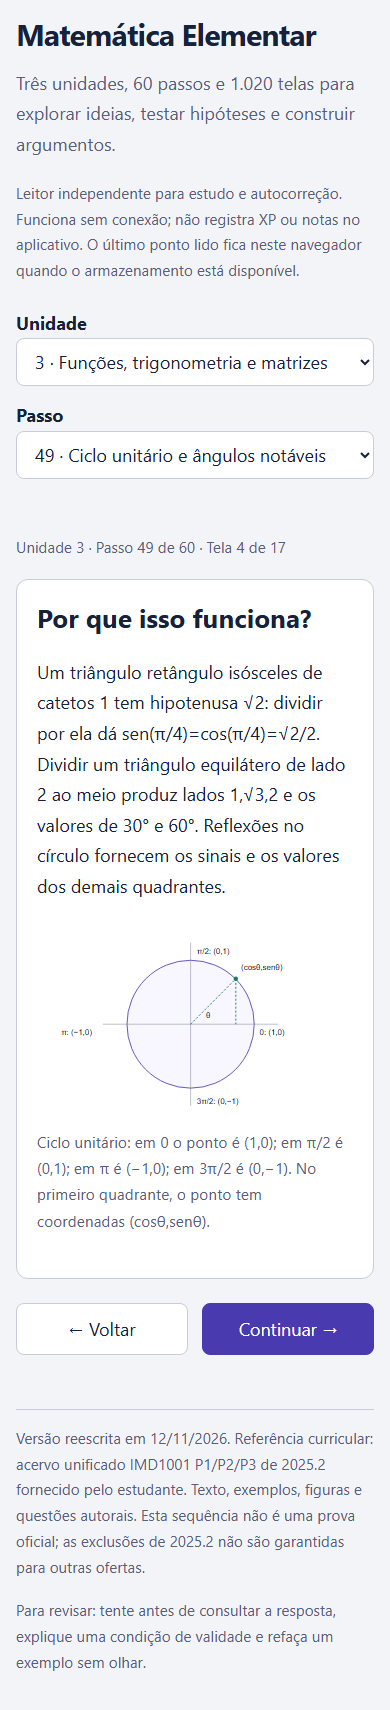 Matemática Elementar
Três unidades, 60 passos e 1.020 telas para
explorar ideias, testar hipóteses e construir
argumentos.
Leitor independente para estudo e autocorreção.
Funciona sem conexão; não registra XP ou notas no
aplicativo. O último ponto lido fica neste navegador
quando o armazenamento está disponível.
Unidade
3 · Funções, trigonometria e matrizes
Passo
49 · Ciclo unitário e ângulos notáveis
Unidade 3 · Passo 49 de 60 · Tela 4 de 17
Por que isso funciona?
Um triângulo retângulo isósceles de
catetos 1 tem hipotenusa √2: dividir
por ela dá sen(π/4)=cos(π/4)=√2/2.
Dividir um triângulo equilátero de lado
2 ao meio produz lados 1,√3,2 e os
valores de 30° e 60°. Reflexões no
círculo fornecem os sinais e os valores
dos demais quadrantes.
π/2: (0,1)
(cosθ,senθ)
θ
π: (−1,0)
0: (1,0)
3π/2: (0,−1)
Ciclo unitário: em 0 o ponto é (1,0); em π/2 é
(0,1); em π é (−1,0); em 3π/2 é (0,−1). No
primeiro quadrante, o ponto tem
coordenadas (cosθ,senθ).
← Voltar
Continuar →
Versão reescrita em 12/11/2026. Referência curricular:
acervo unificado IMD1001 P1/P2/P3 de 2025.2
fornecido pelo estudante. Texto, exemplos, figuras e
questões autorais. Esta sequência não é uma prova
oficial; as exclusões de 2025.2 não são garantidas
para outras ofertas.
Para revisar: tente antes de consultar a resposta,
explique uma condição de validade e refaça um
exemplo sem olhar.